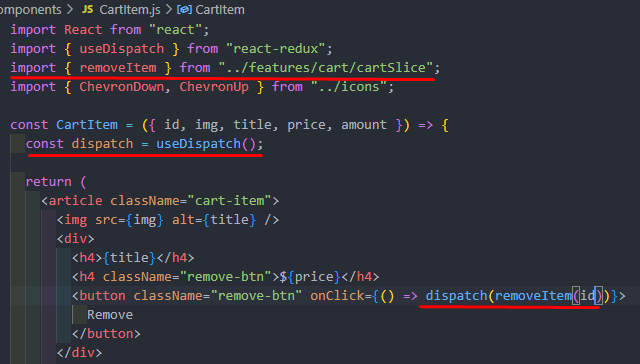 omponents > JS CartItem.js > CartItem
import React from "react";
import { useDispatch } from "react-redux";
import { removeItem } from "../features/cart/cartSlice";
import { ChevronDown, ChevronUp } from "../icons";
const CartItem = ({ id, img, title, price, amount }) => {
const dispatch = useDispatch();
return (
<article className="cart-item">
<img src={img} alt={title} />
<div>
<h4>{title}</h4>
<h4 className="remove-btn">${price}</h4>
<button className="remove-btn" onClick={() => dispatch(removeItem(id))}>
Remove
</button>
</div>